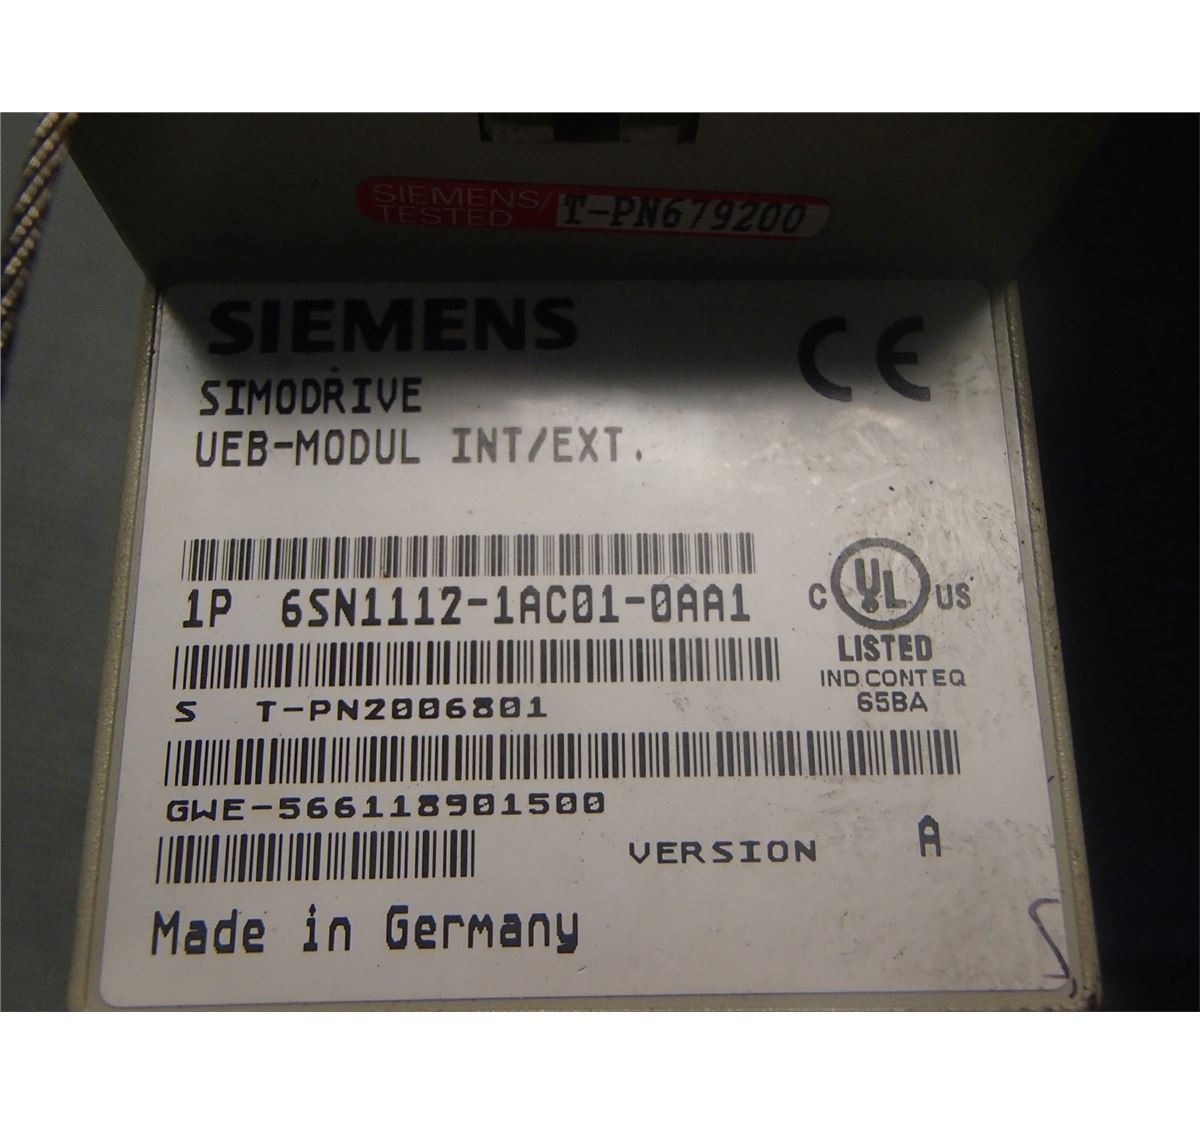 SIEMENS/
TESTED
T-PN679200
SIEMENS
CE
SIMODRIVE
UEB-MODUL INT/EXT.
1P 6SN1112-1AC01-0AA1
C UL US
LISTED
IND.CONT EQ
65BA
S T-PN2006801
GWE-566118901500
VERSION A
Made in Germany